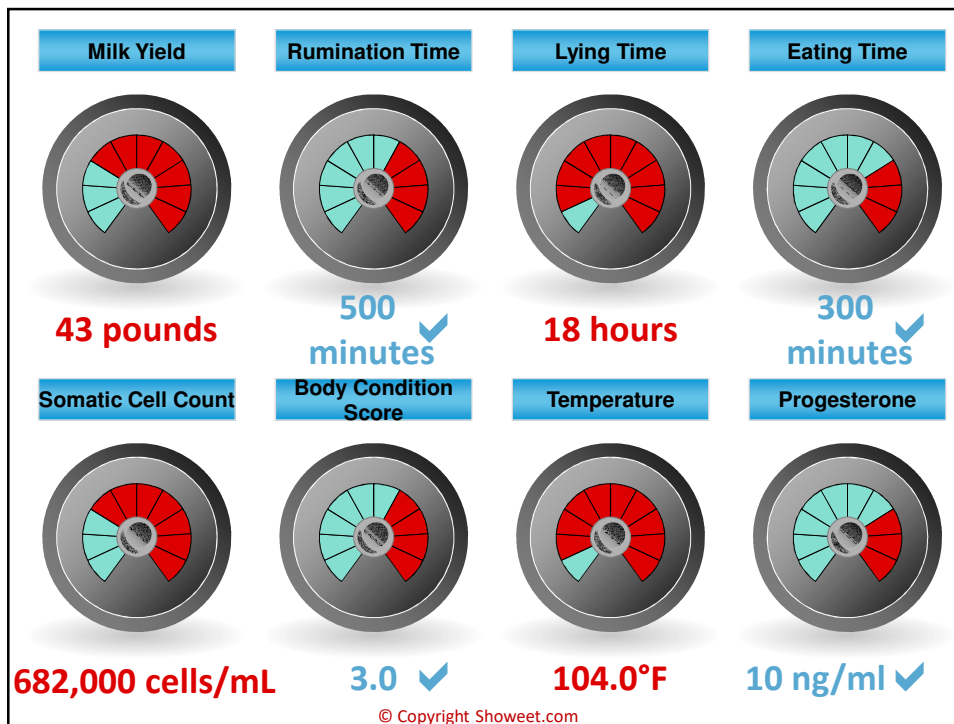 Milk Yield
Rumination Time
Lying Time
Eating Time
43 pounds
500
minutes
18 hours
300
minutes
Somatic Cell Count
Body Condition
Score
Temperature
Progesterone
682,000 cells/mL
3.0
104.0°F
10 ng/ml
© Copyright Showeet.com